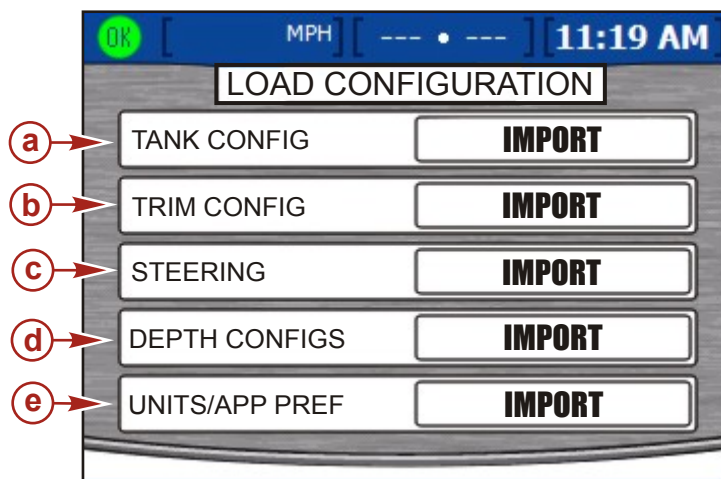 OK [ MPH ] [ --- • --- ] [ 11:19 AM ]
LOAD CONFIGURATION
a TANK CONFIG IMPORT
b TRIM CONFIG IMPORT
c STEERING IMPORT
d DEPTH CONFIGS IMPORT
e UNITS/APP PREF IMPORT